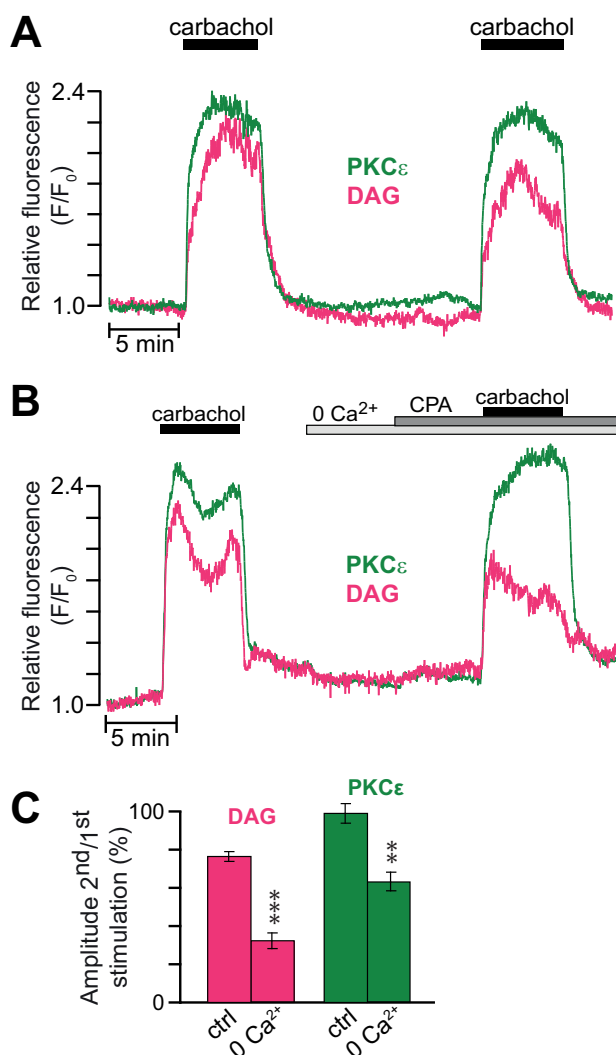 A
carbachol
carbachol
2.4
1.0
Relative fluorescence
(F/F₀)
PKCε
DAG
5 min
B
carbachol
0 Ca²⁺
CPA
carbachol
2.4
1.0
Relative fluorescence
(F/F₀)
PKCε
DAG
5 min
C
Amplitude 2ⁿᵈ/1ˢᵗ
stimulation (%)
100
0
DAG
PKCε
***
**
ctrl
0 Ca²⁺
ctrl
0 Ca²⁺